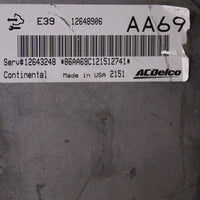 E39 12648906 AA69
Serv#12643248 *86AA69C121512741*
Continental Made in USA 2151 ACDelco